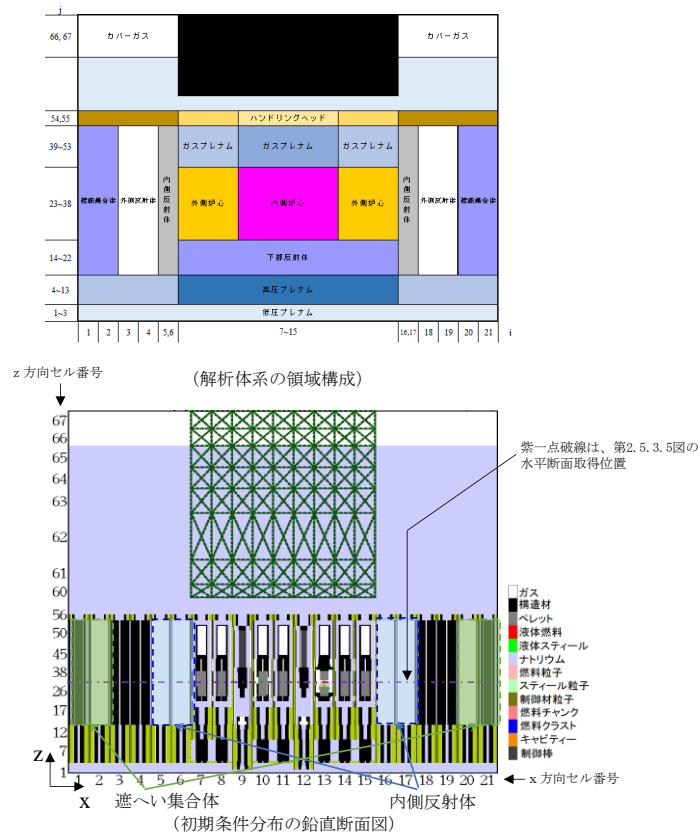 j
66, 67
カバーガス
カバーガス
54,55
ハンドリングヘッド
39~53
ガスプレナム
ガスプレナム
ガスプレナム
23~38
遮蔽集合体
外側反射体
内側反射体
外側炉心
内側炉心
外側炉心
内側反射体
外側反射体
遮蔽集合体
14~22
下部反射体
4~13
高圧プレナム
1~3
低圧プレナム
1 2 3 4 5,6 7~15 16,17 18 19 20 21 i
(解析体系の領域構成)
z 方向セル番号
67
66
65
64
63
62
61
60
56
50
45
38
26
17
12
7
1
紫一点破線は、第2.5.3.5図の
水平断面取得位置
ガス
構造材
ペレット
液体燃料
液体スティール
ナトリウム
燃料粒子
スティール粒子
制御材粒子
燃料チャンク
燃料クラスト
キャビティー
制御棒
Z
X
1 2 3 4 5 6 7 8 9 10 11 12 13 14 15 16 17 18 19 20 21
x 方向セル番号
遮へい集合体
内側反射体
(初期条件分布の鉛直断面図)